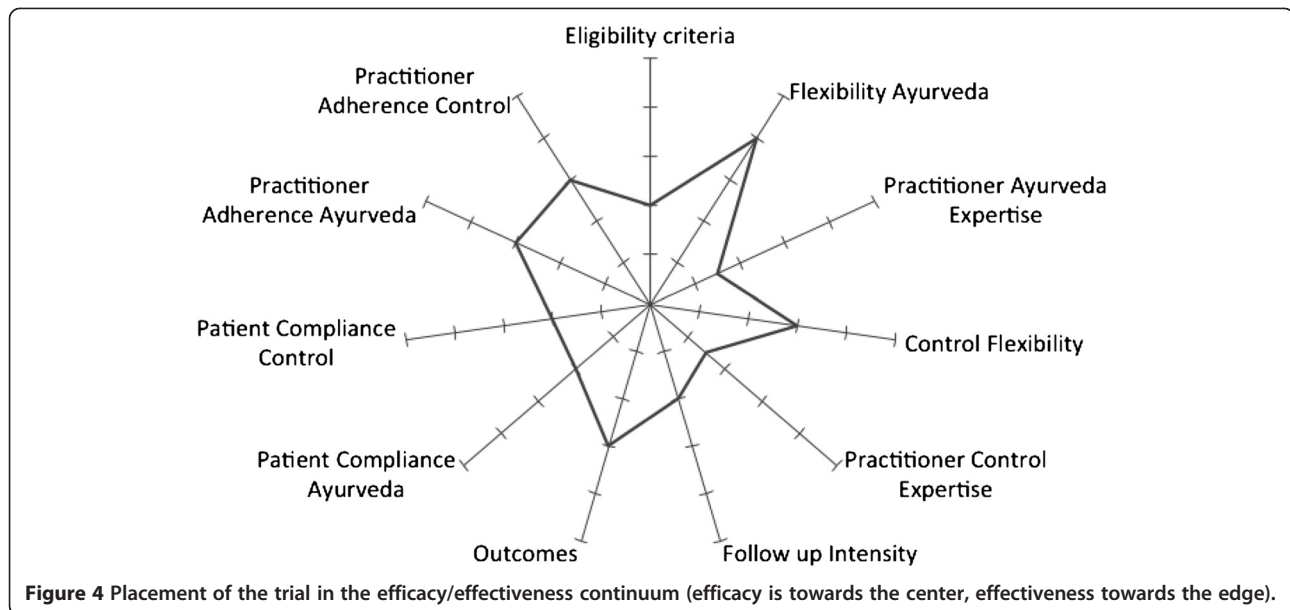 Eligibility criteria
Flexibility Ayurveda
Practitioner Ayurveda
Expertise
Control Flexibility
Practitioner Control
Expertise
Follow up Intensity
Outcomes
Patient Compliance
Ayurveda
Patient Compliance
Control
Practitioner
Adherence Ayurveda
Practitioner
Adherence Control
Figure 4 Placement of the trial in the efficacy/effectiveness continuum (efficacy is towards the center, effectiveness towards the edge).